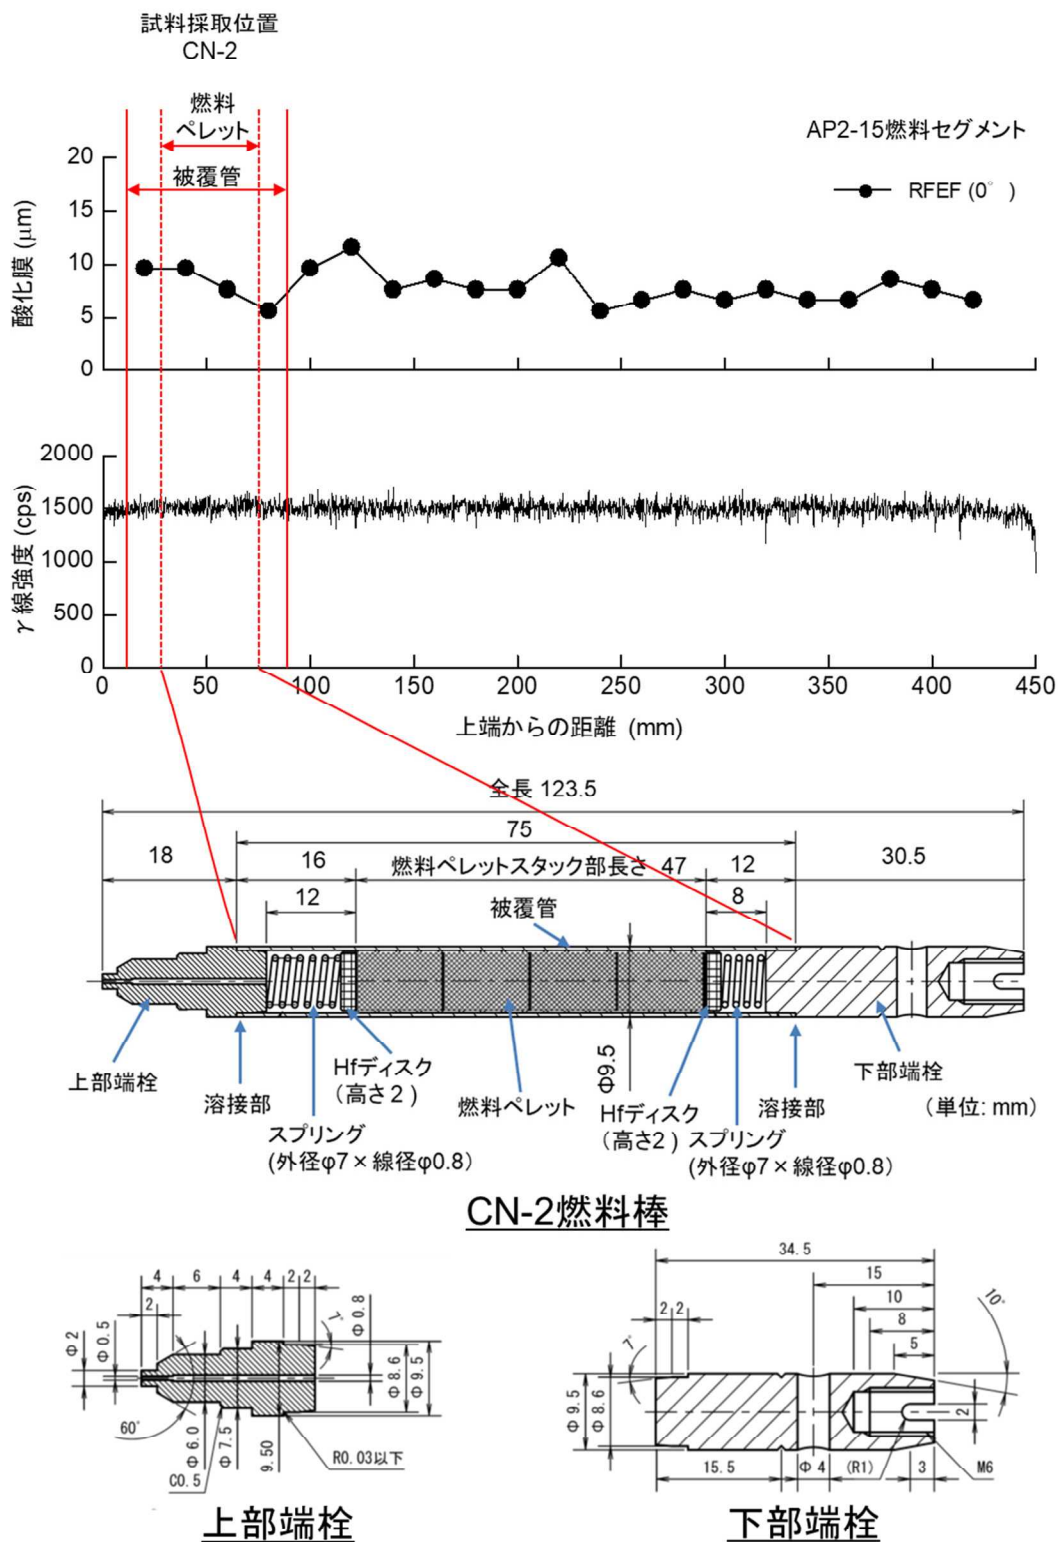 試料採取位置
CN-2
燃料
ペレット
被覆管
AP2-15燃料セグメント
RFEF (0° )
酸化膜 (μm)
20
15
10
5
0
γ線強度 (cps)
2000
1500
1000
500
0
0 50 100 150 200 250 300 350 400 450
上端からの距離 (mm)
全長 123.5
75
18 16 燃料ペレットスタック部長さ 47 12 30.5
12 被覆管 8
Φ9.5
上部端栓
溶接部
Hfディスク
(高さ2)
スプリング
(外径φ7×線径φ0.8)
燃料ペレット
Hfディスク
(高さ2)
スプリング
(外径φ7×線径φ0.8)
溶接部
下部端栓
(単位: mm)
CN-2燃料棒
4 6 4 4 2 2
2
7°
Φ2
Φ0.5
Φ0.8
60°
Φ6.0
Φ7.5
9.50
Φ8.6
Φ9.5
C0.5
R0.03以下
上部端栓
34.5
15
10
8
5
2 2
7°
10°
Φ9.5
Φ8.6
2
15.5 Φ4 (R1) 3 M6
下部端栓